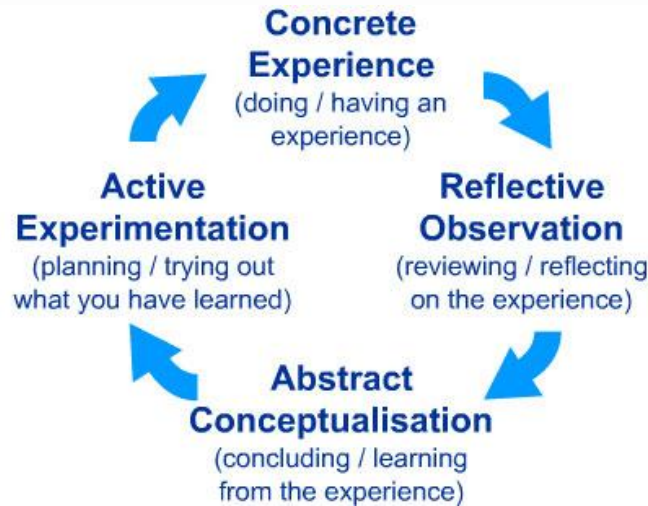 Concrete
Experience
(doing / having an
experience)
Reflective
Observation
(reviewing / reflecting
on the experience)
Abstract
Conceptualisation
(concluding / learning
from the experience)
Active
Experimentation
(planning / trying out
what you have learned)